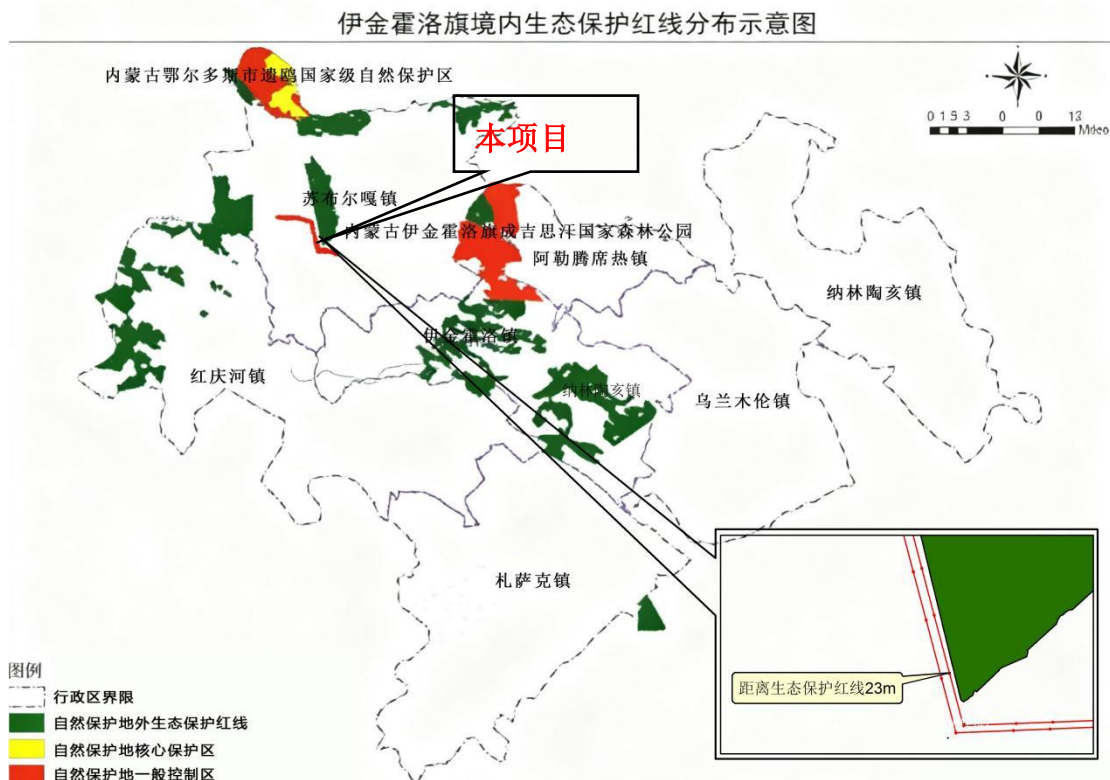 伊金霍洛旗境内生态保护红线分布示意图
内蒙古鄂尔多斯市遗鸥国家级自然保护区
本项目
0 1.5 3 0 0 12
苏布尔嘎镇
内蒙古伊金霍洛旗成吉思汗国家森林公园
阿勒腾席热镇
纳林陶亥镇
伊金霍洛镇
红庆河镇
纳林陶亥镇
乌兰木伦镇
札萨克镇
距离生态保护红线23m
图例
行政区界限
自然保护地外生态保护红线
自然保护地核心保护区
自然保护地一般控制区